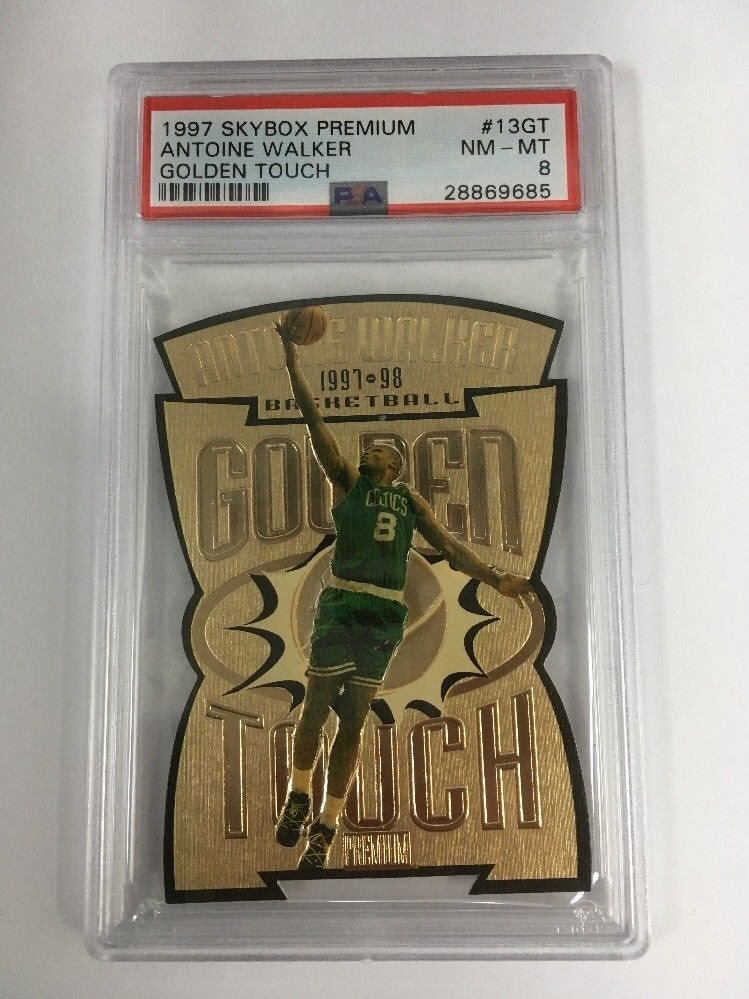 1997 SKYBOX PREMIUM #13GT
ANTOINE WALKER NM - MT
GOLDEN TOUCH 8
PSA 28869685
ANTOINE WALKER
1997-98
BASKETBALL
GOLDEN
CELTICS
8
TOUCH
PREMIUM